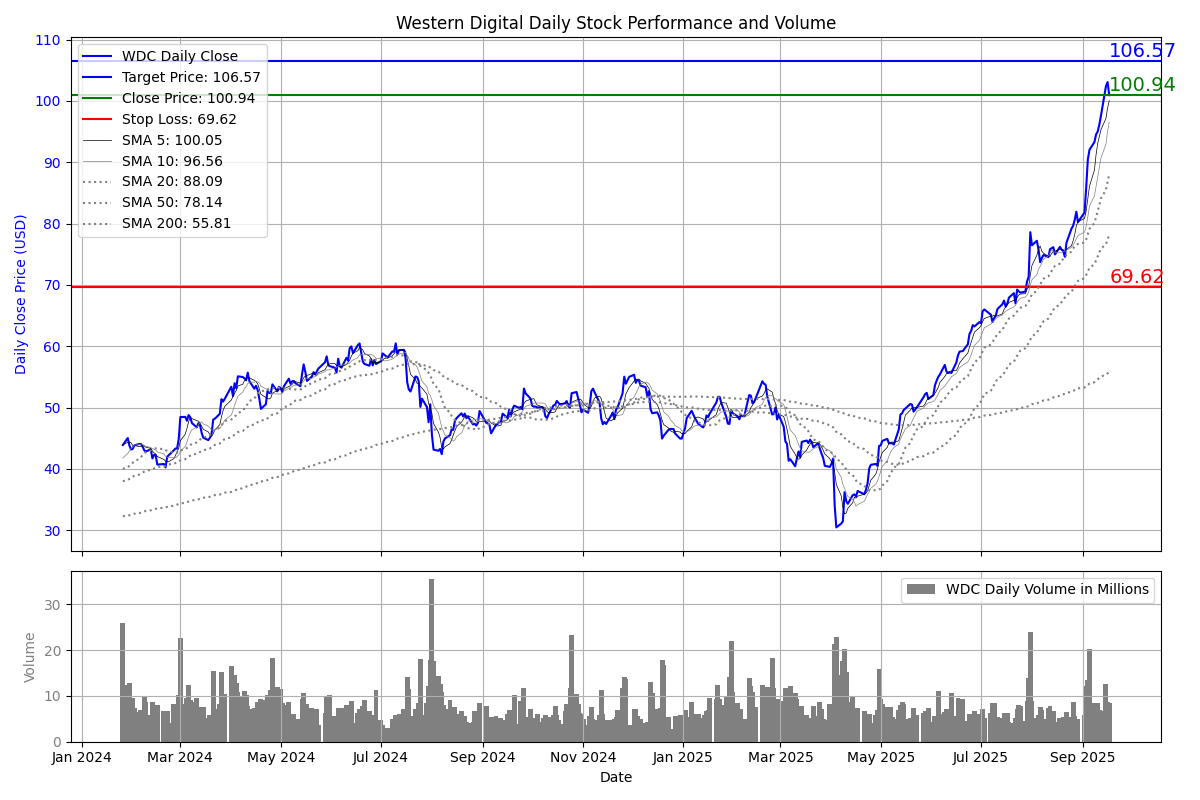 Western Digital Daily Stock Performance and Volume
110
100
90
80
70
60
50
40
30
Daily Close Price (USD)
WDC Daily Close
Target Price: 106.57
Close Price: 100.94
Stop Loss: 69.62
SMA 5: 100.05
SMA 10: 96.56
SMA 20: 88.09
SMA 50: 78.14
SMA 200: 55.81
106.57
100.94
69.62
30
20
10
0
Volume
WDC Daily Volume in Millions
Jan 2024 Mar 2024 May 2024 Jul 2024 Sep 2024 Nov 2024 Jan 2025 Mar 2025 May 2025 Jul 2025 Sep 2025
Date